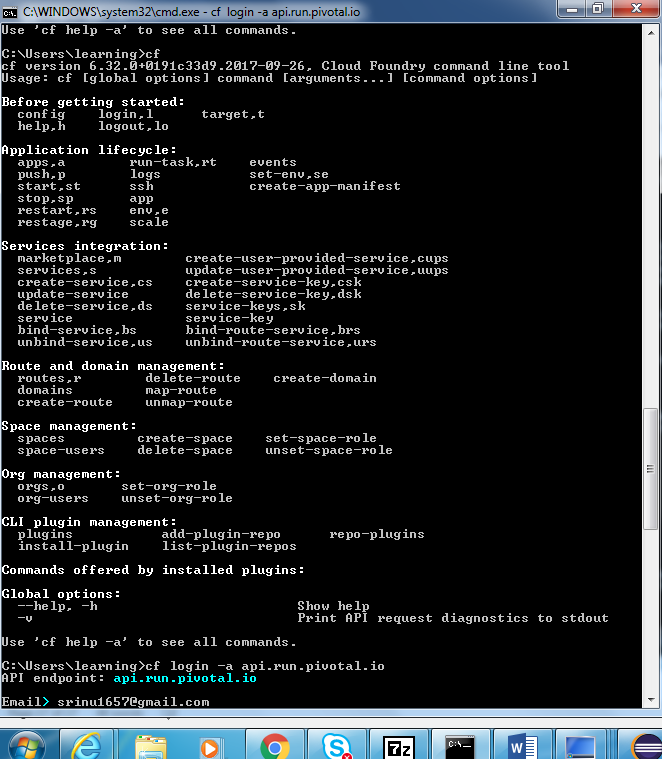 C:\WINDOWS\system32\cmd.exe - cf login -a api.run.pivotal.io
Use 'cf help -a' to see all commands.
C:\Users\learning>cf
cf version 6.32.0+0191c33d9.2017-09-26, Cloud Foundry command line tool
Usage: cf [global options] command [arguments...] [command options]
Before getting started:
config login,l target,t
help,h logout,lo
Application lifecycle:
apps,a run-task,rt events
push,p logs set-env,se
start,st ssh create-app-manifest
stop,sp app
restart,rs env,e
restage,rg scale
Services integration:
marketplace,m create-user-provided-service,cups
services,s update-user-provided-service,uups
create-service,cs create-service-key,csk
update-service delete-service-key,dsk
delete-service,ds service-keys,sk
service service-key
bind-service,bs bind-route-service,brs
unbind-service,us unbind-route-service,urs
Route and domain management:
routes,r delete-route create-domain
domains map-route
create-route unmap-route
Space management:
spaces create-space set-space-role
space-users delete-space unset-space-role
Org management:
orgs,o set-org-role
org-users unset-org-role
CLI plugin management:
plugins add-plugin-repo repo-plugins
install-plugin list-plugin-repos
Commands offered by installed plugins:
Global options:
--help, -h Show help
-v Print API request diagnostics to stdout
Use 'cf help -a' to see all commands.
C:\Users\learning>cf login -a api.run.pivotal.io
API endpoint: api.run.pivotal.io
Email> srinu1657@gmail.com
7z